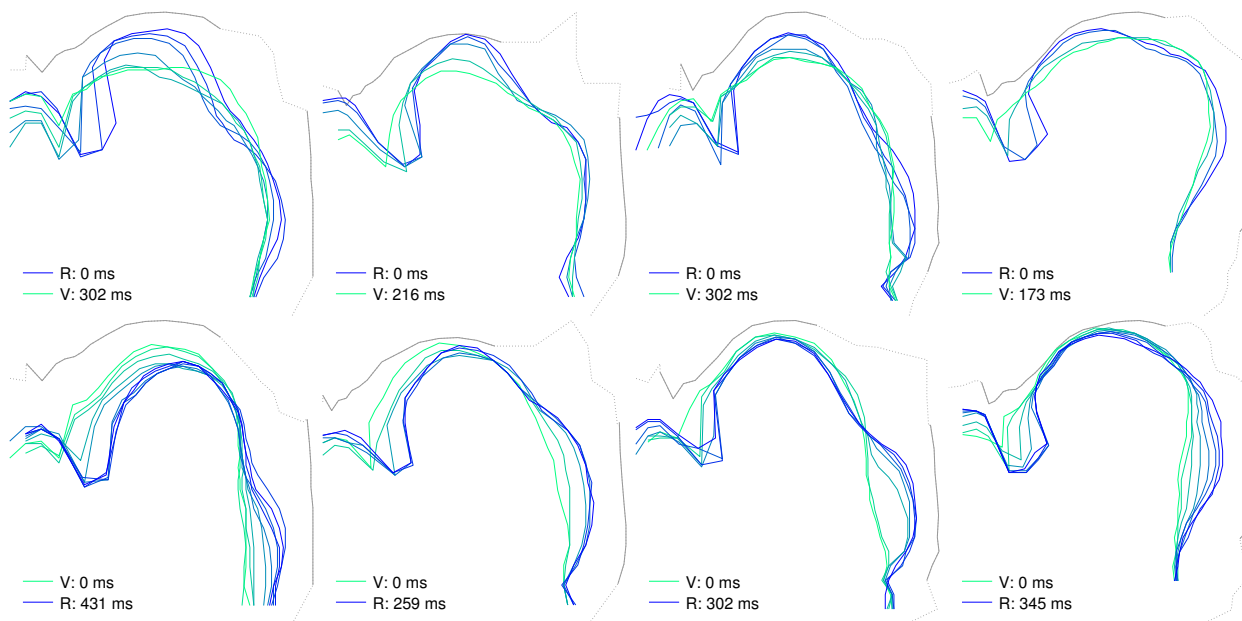 R: 0 ms
V: 302 ms
R: 0 ms
V: 216 ms
R: 0 ms
V: 302 ms
R: 0 ms
V: 173 ms
V: 0 ms
R: 431 ms
V: 0 ms
R: 259 ms
V: 0 ms
R: 302 ms
V: 0 ms
R: 345 ms